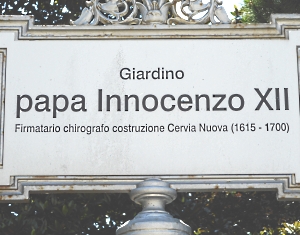 Giardino
papa Innocenzo XII
Firmatario chirografo costruzione Cervia Nuova (1615 - 1700)